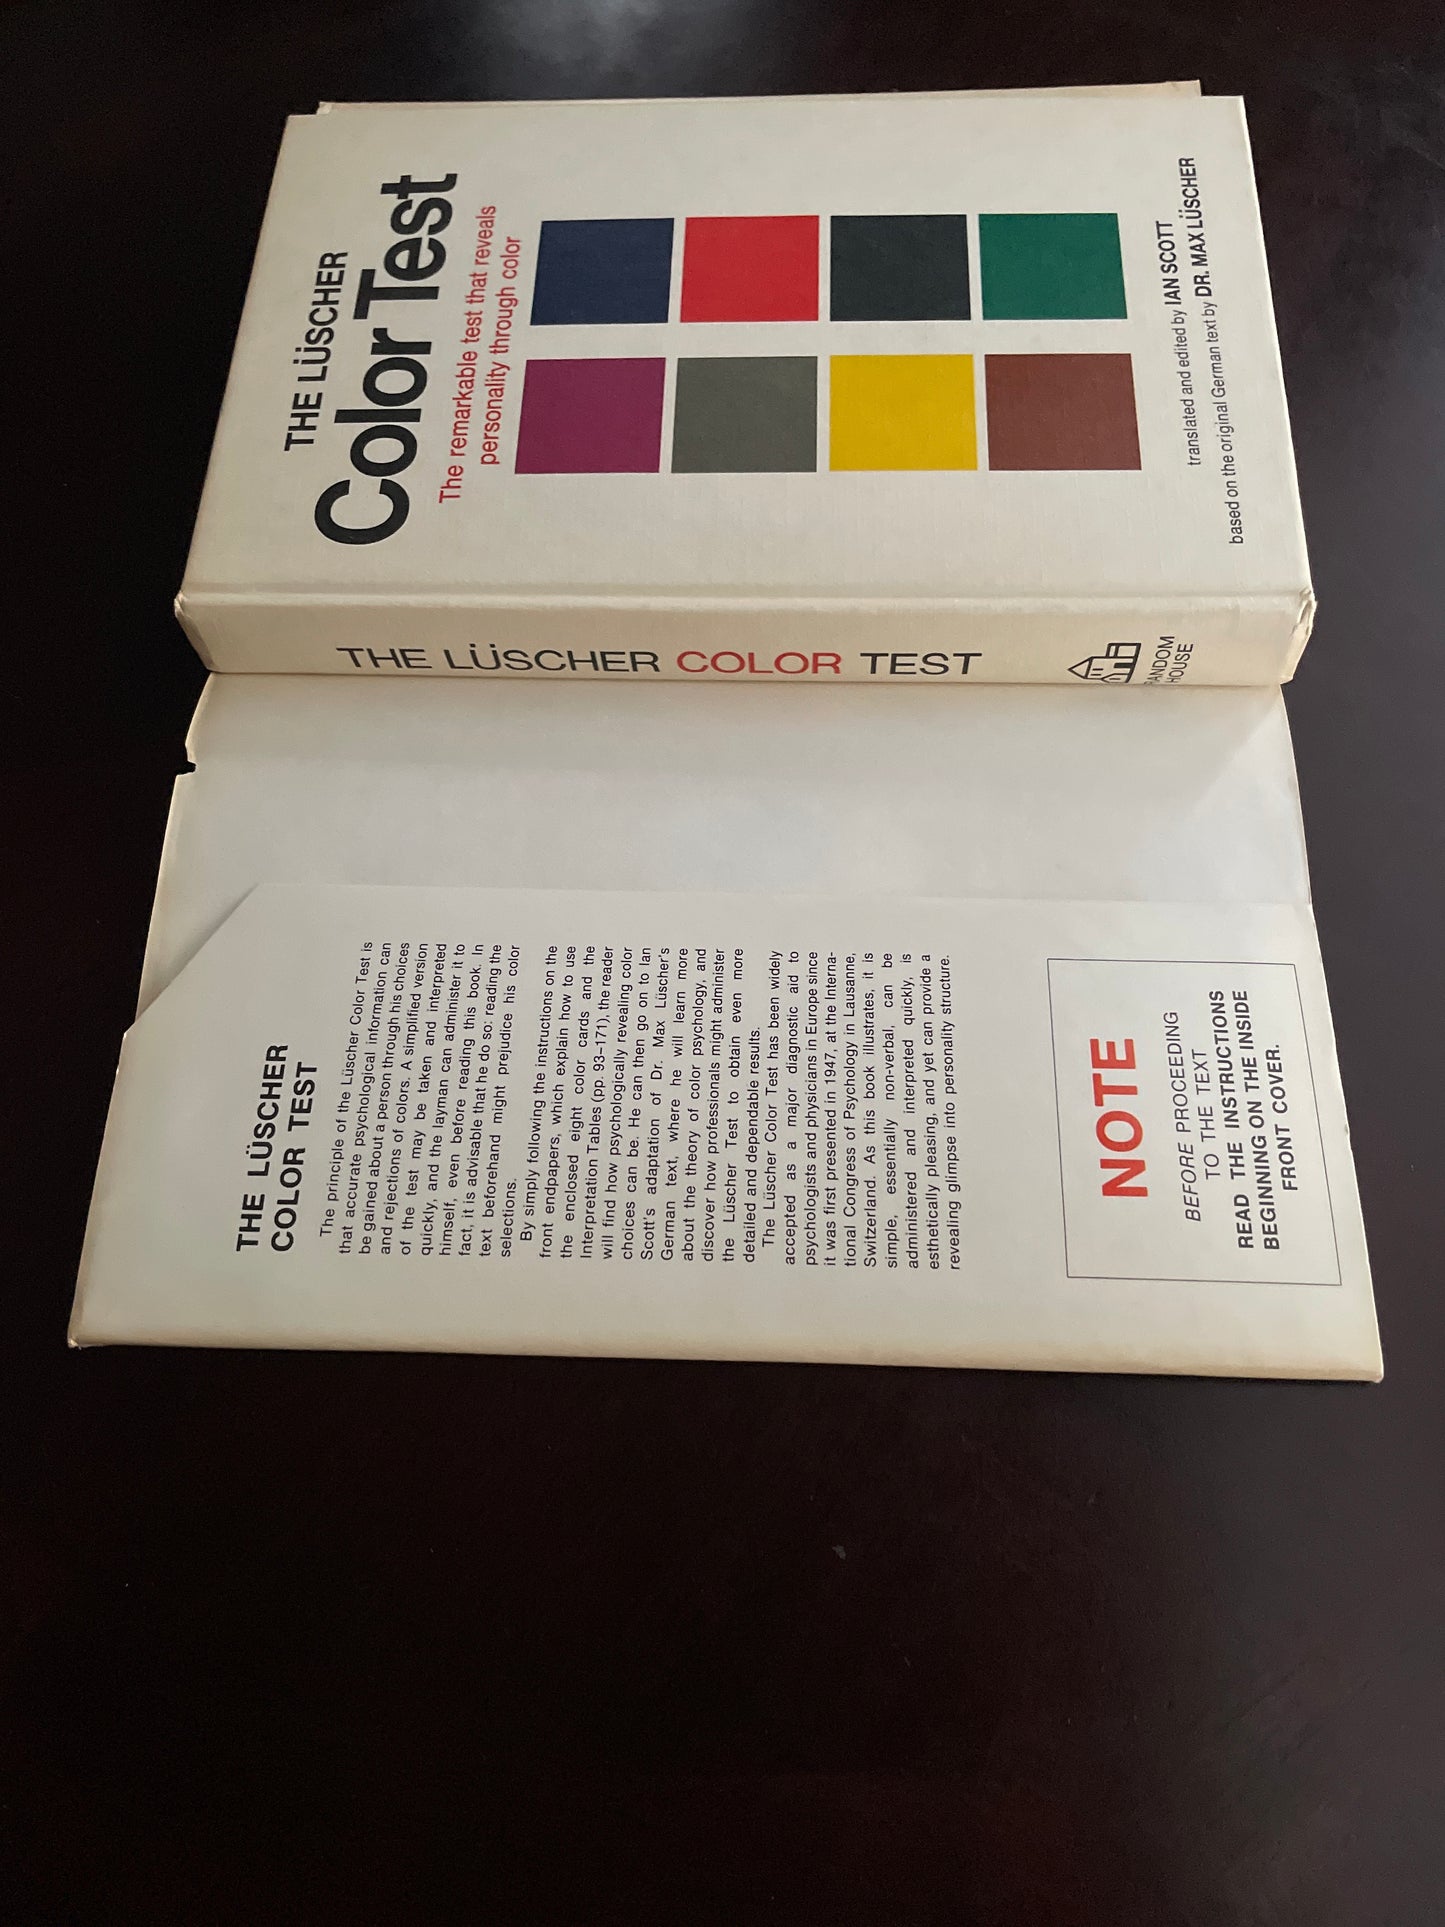 THE LÜSCHER
Color Test
The remarkable test that reveals
personality through color
translated and edited by IAN SCOTT
based on the original German text by DR. MAX LÜSCHER
THE LÜSCHER COLOR TEST
RANDOM
HOUSE
THE LÜSCHER
COLOR TEST
The principle of the Lüscher Color Test is
that accurate psychological information can
be gained about a person through his choices
and rejections of colors. A simplified version
of the test may be taken and interpreted
quickly, and the layman can administer it to
himself, even before reading this book. In
fact, it is advisable that he do so: reading the
text beforehand might prejudice his color
selections.
By simply following the instructions on the
front endpapers, which explain how to use
the enclosed eight color cards and the
Interpretation Tables (pp. 93–171), the reader
will find how psychologically revealing color
choices can be. He can then go on to Ian
Scott's adaptation of Dr. Max Lüscher's
German text, where he will learn more
about the theory of color psychology, and
discover how professionals might administer
the Lüscher Test to obtain even more
detailed and dependable results.
The Lüscher Color Test has been widely
accepted as a major diagnostic aid to
psychologists and physicians in Europe since
it was first presented in 1947, at the Interna-
tional Congress of Psychology in Lausanne,
Switzerland. As this book illustrates, it is
simple, essentially non-verbal, can be
administered and interpreted quickly, is
esthetically pleasing, and yet can provide a
revealing glimpse into personality structure.
NOTE
BEFORE PROCEEDING
TO THE TEXT
READ THE INSTRUCTIONS
BEGINNING ON THE INSIDE
FRONT COVER.